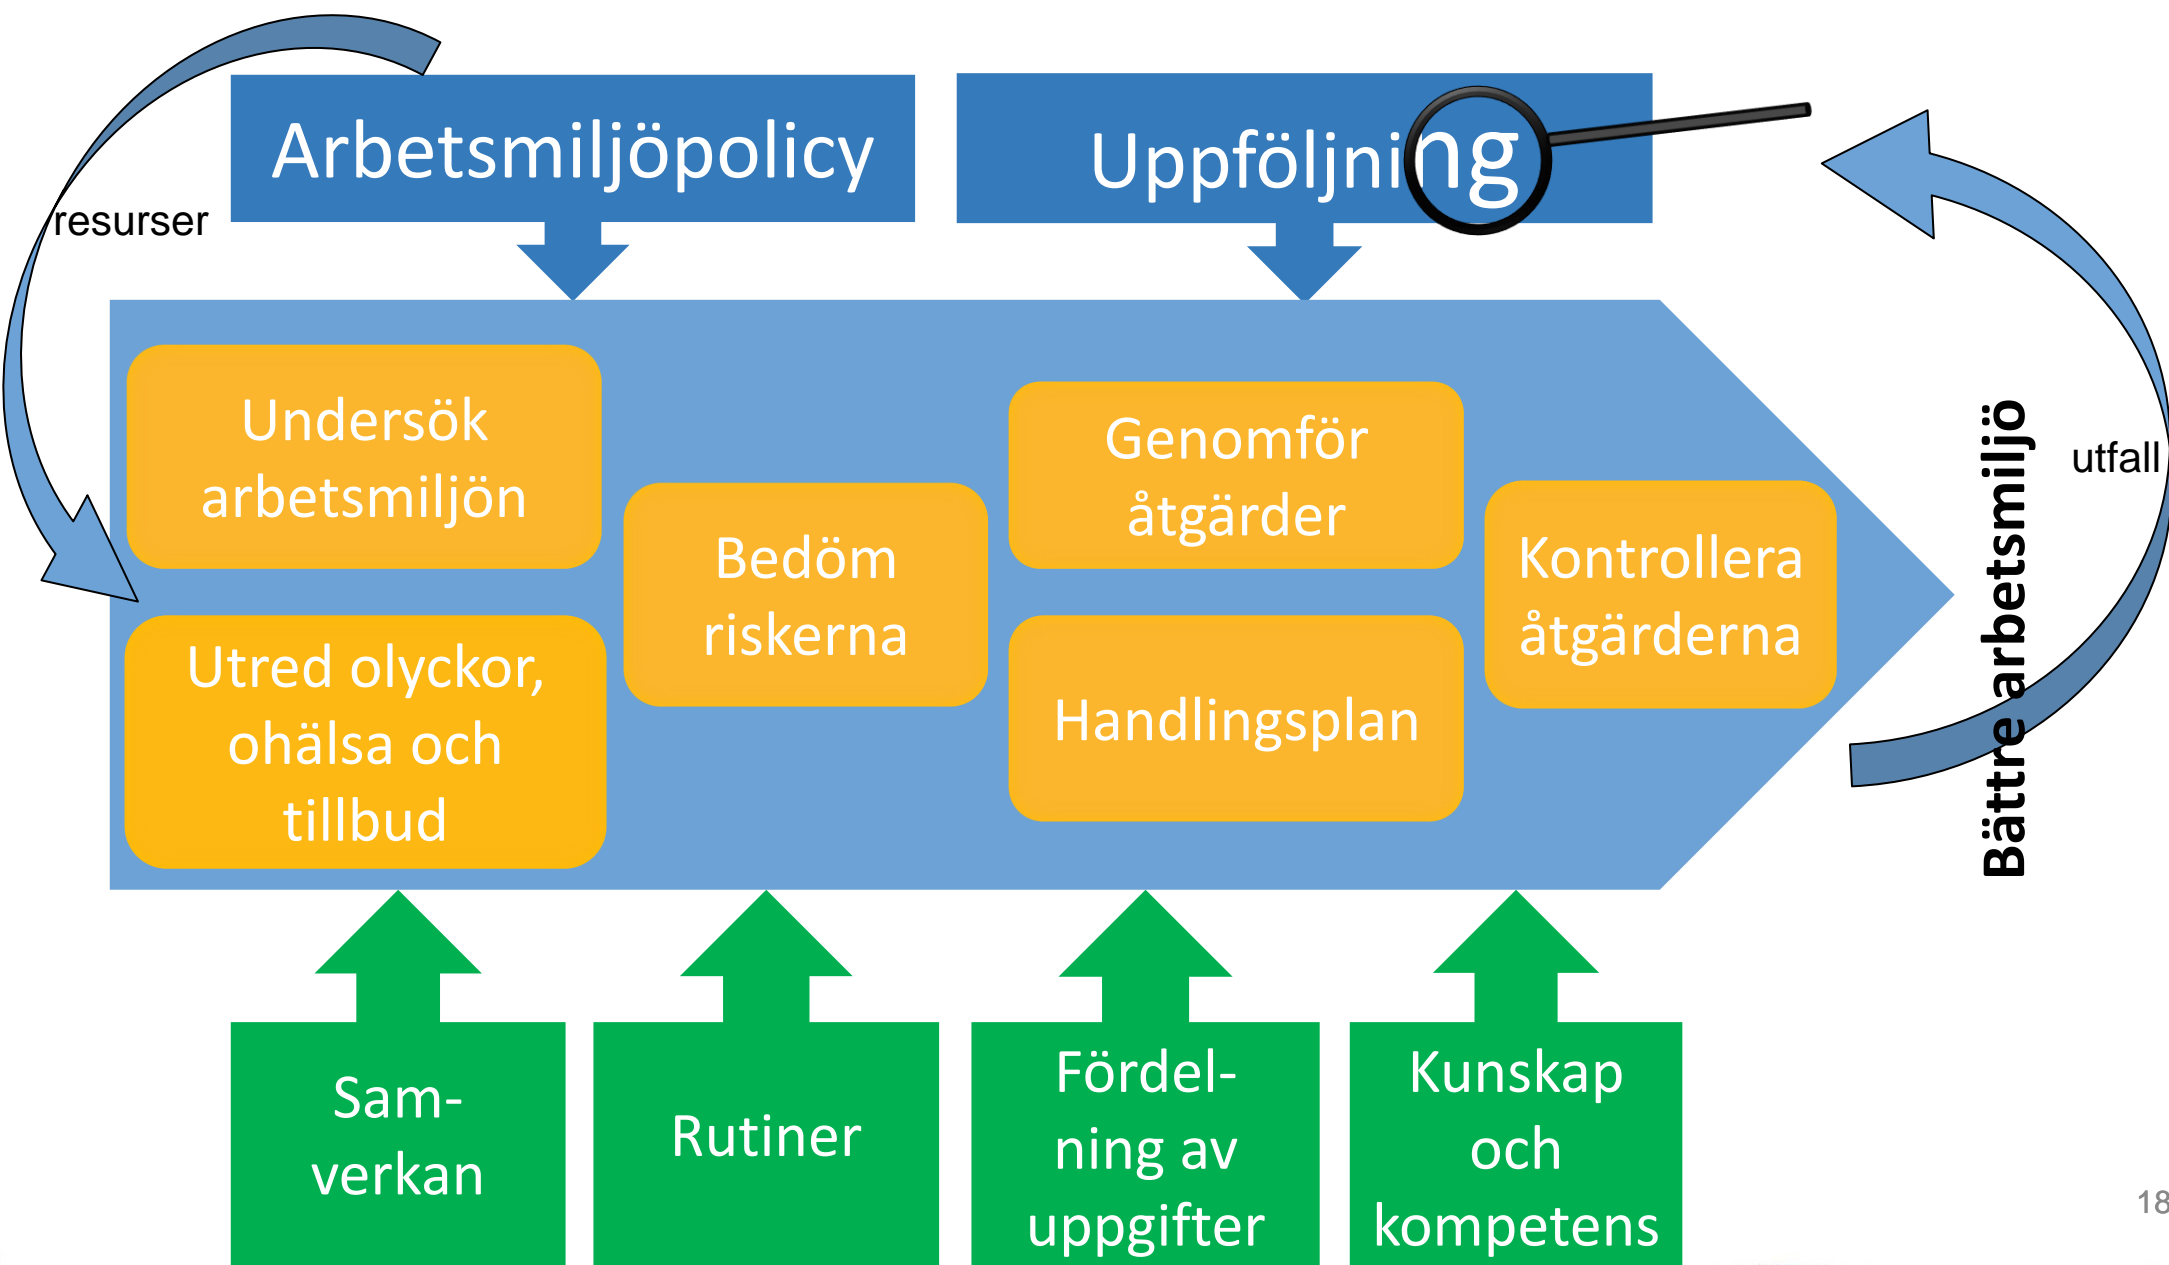 Arbetsmiljöpolicy
Uppföljning
resurser
Undersök
arbetsmiljön
Utred olyckor,
ohälsa och
tillbud
Bedöm
riskerna
Genomför
åtgärder
Handlingsplan
Kontrollera
åtgärderna
Bättre arbetsmiljö
utfall
Sam-
verkan
Rutiner
Fördel-
ning av
uppgifter
Kunskap
och
kompetens
18